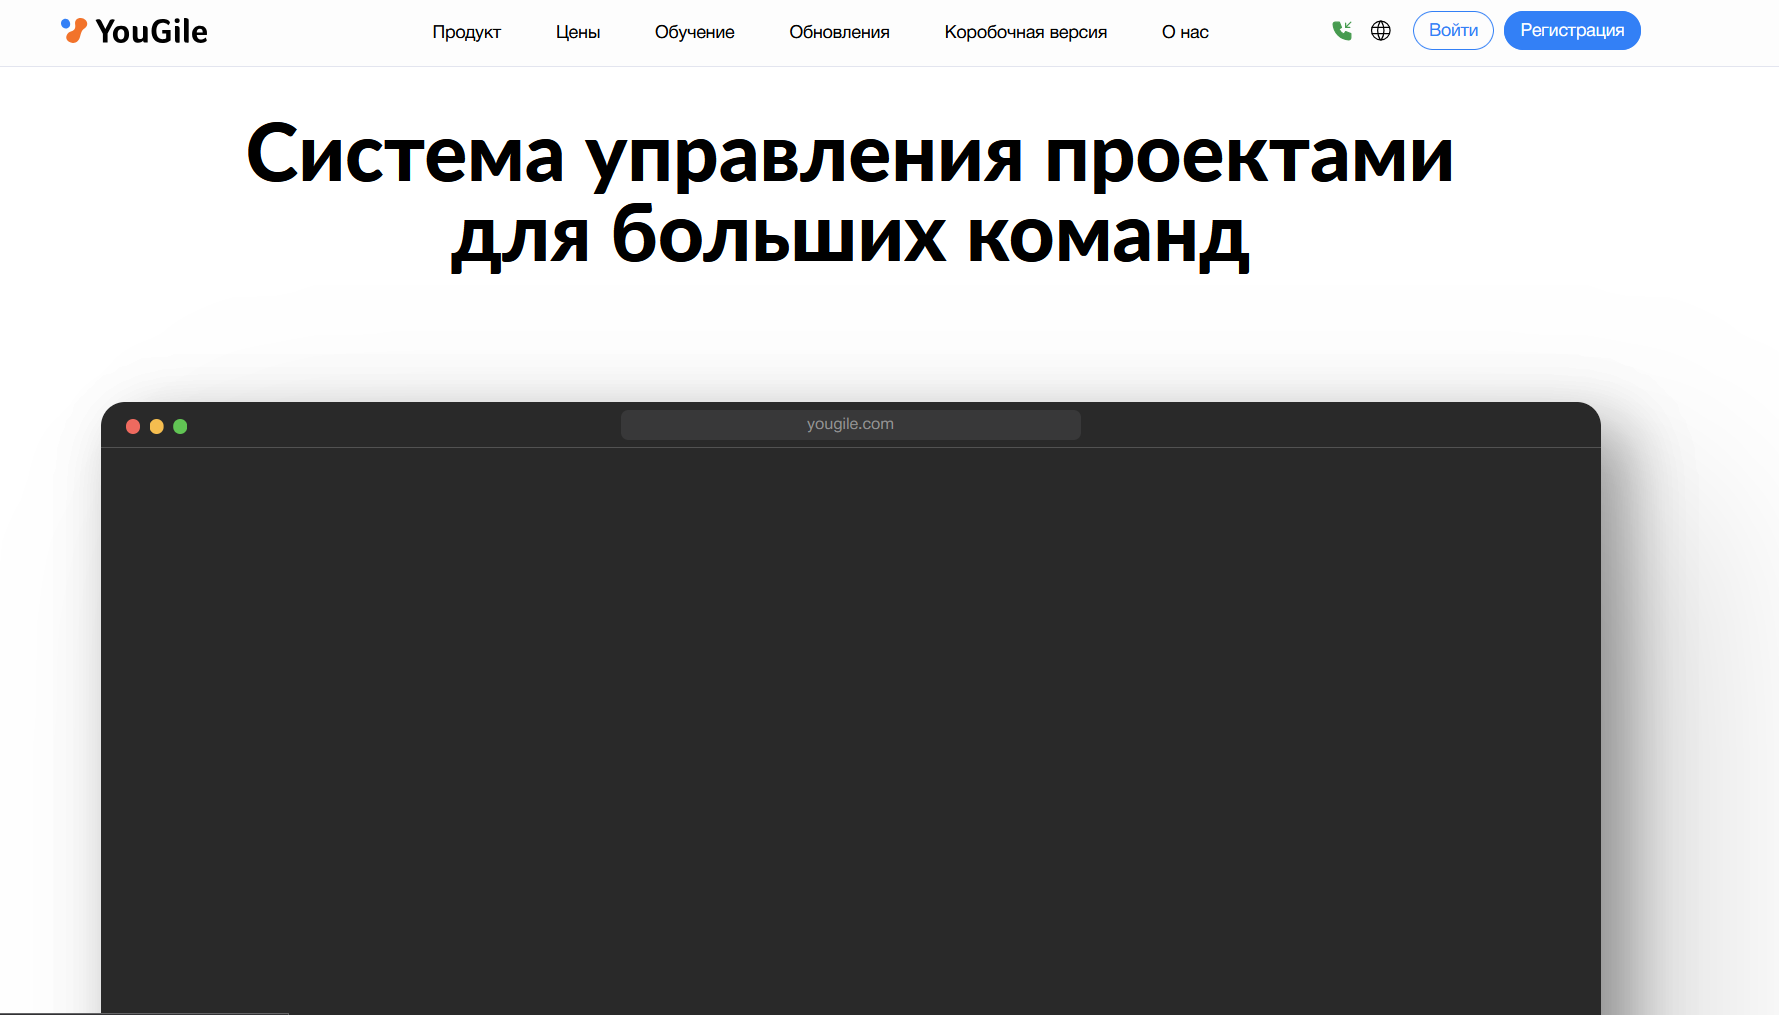 YouGile
Продукт Цены Обучение Обновления Коробочная версия О нас Войти Регистрация
Система управления проектами
для больших команд
yougile.com